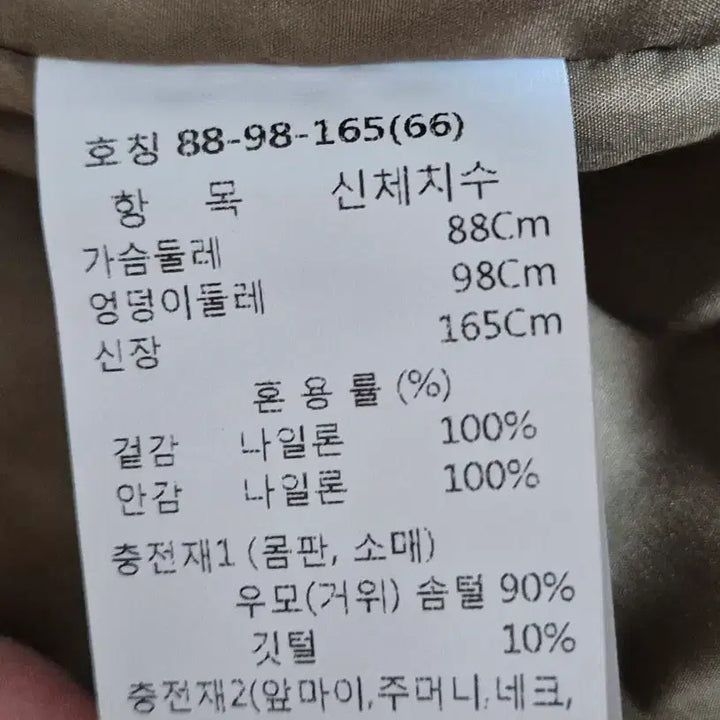 호칭 88-98-165(66)
항 목 신체치수
가슴둘레 88Cm
엉덩이둘레 98Cm
신장 165Cm
혼 용 률 (%)
겉감 나일론 100%
안감 나일론 100%
충전재1 (몸판, 소매)
우모(거위) 솜털 90%
깃털 10%
충전재2(앞마이,주머니,네크,